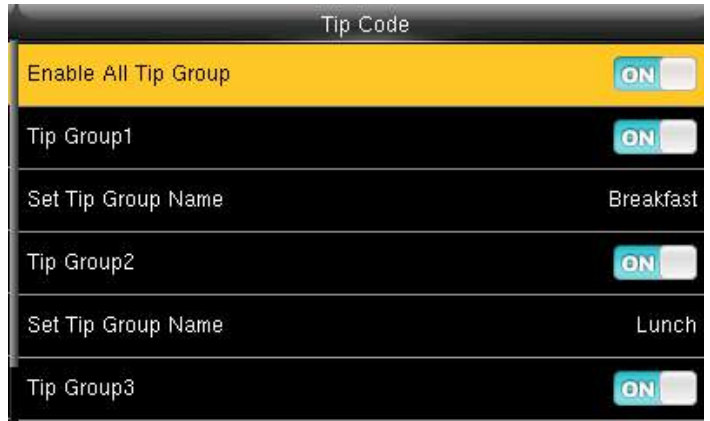 Tip Code
Enable All Tip Group ON
Tip Group1 ON
Set Tip Group Name Breakfast
Tip Group2 ON
Set Tip Group Name Lunch
Tip Group3 ON